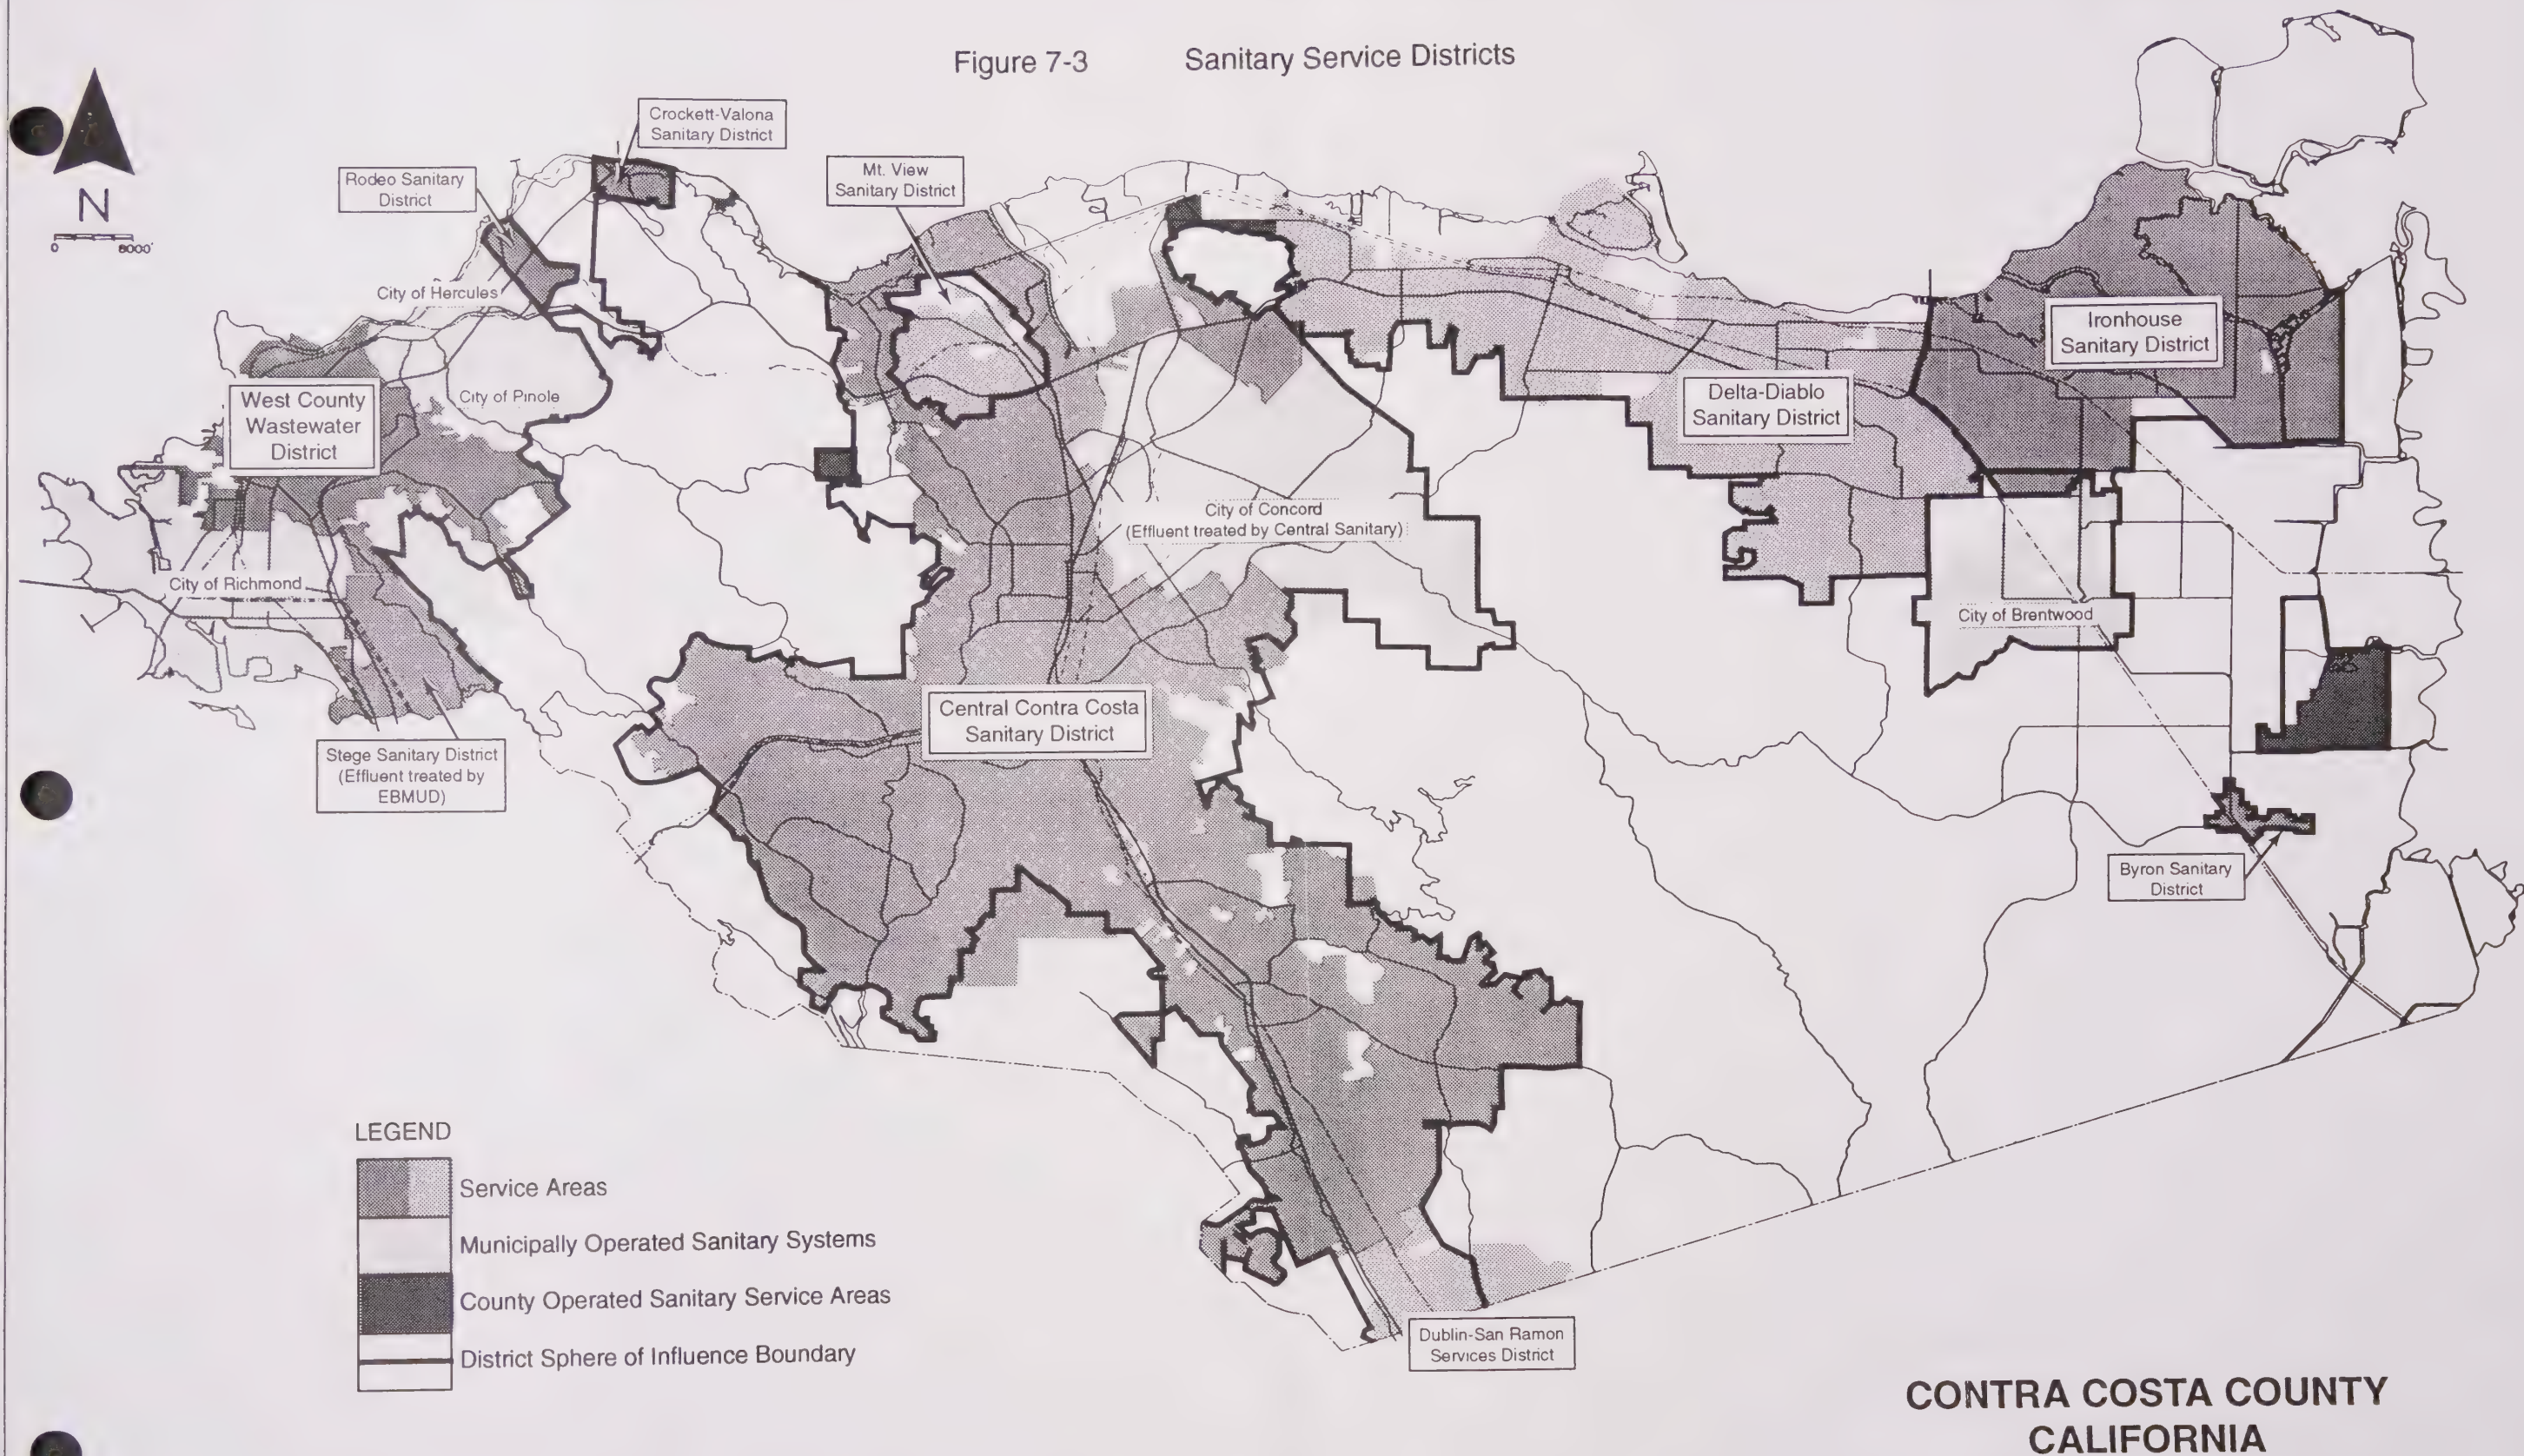 Figure 7-3 Sanitary Service Districts
Crockett-Valona
Sanitary District
Rodeo Sanitary
District
Mt. View
Sanitary District
N
0 8000'
City of Hercules
Ironhouse
Sanitary District
West County
Wastewater
District
City of Pinole
Delta-Diablo
Sanitary District
City of Concord
(Effluent treated by Central Sanitary)
City of Richmond
City of Brentwood
Central Contra Costa
Sanitary District
Stege Sanitary District
(Effluent treated by
EBMUD)
Byron Sanitary
District
LEGEND
Service Areas
Municipally Operated Sanitary Systems
County Operated Sanitary Service Areas
District Sphere of Influence Boundary
Dublin-San Ramon
Services District
CONTRA COSTA COUNTY
CALIFORNIA